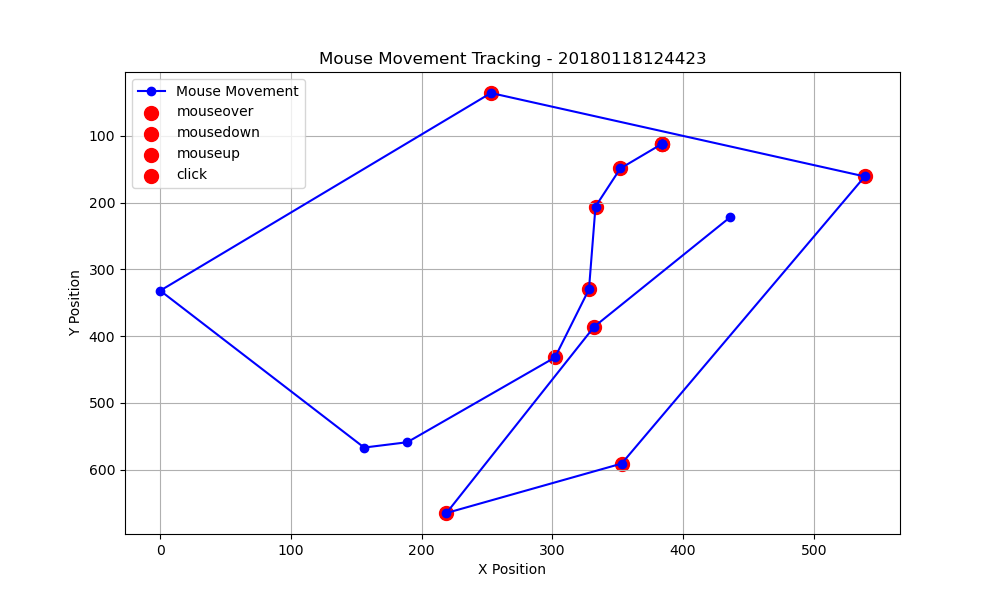 Mouse Movement Tracking - 20180118124423
Mouse Movement
mouseover
mousedown
mouseup
click
100
200
300
400
500
600
Y Position
0 100 200 300 400 500
X Position